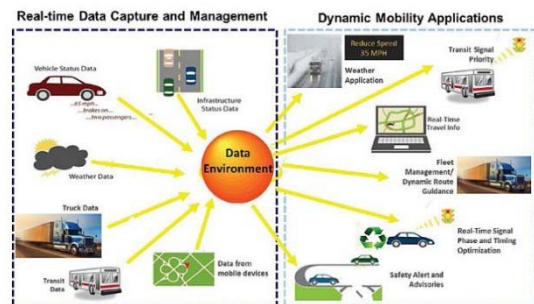 Real-time Data Capture and Management
Vehicle Status Data
...65 mph...
...brakes on...
...two passengers...
Infrastructure
Status Data
Weather Data
Data
Environment
Truck Data
Transit
Data
Data from
mobile devices
Dynamic Mobility Applications
Reduce Speed
35 MPH
Weather
Application
Transit Signal
Priority
Real-Time
Travel Info
Fleet
Management/
Dynamic Route
Guidance
Real-Time Signal
Phase and Timing
Optimization
Safety Alert and
Advisories